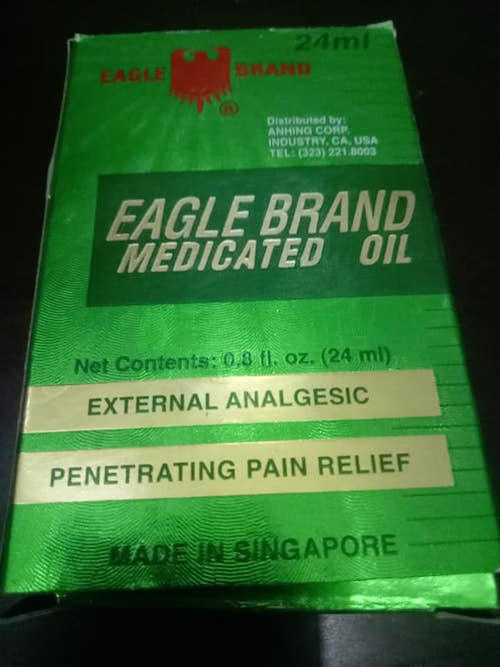 24ml
EAGLE BRAND
®
Distributed by:
ANHING CORP.
INDUSTRY, CA, USA
TEL: (323) 221.8003
EAGLE BRAND
MEDICATED OIL
Net Contents: 0.8 fl. oz. (24 ml)
EXTERNAL ANALGESIC
PENETRATING PAIN RELIEF
MADE IN SINGAPORE